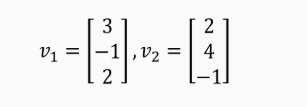 v₁ = [3 −1 2], v₂ = [2 4 −1]